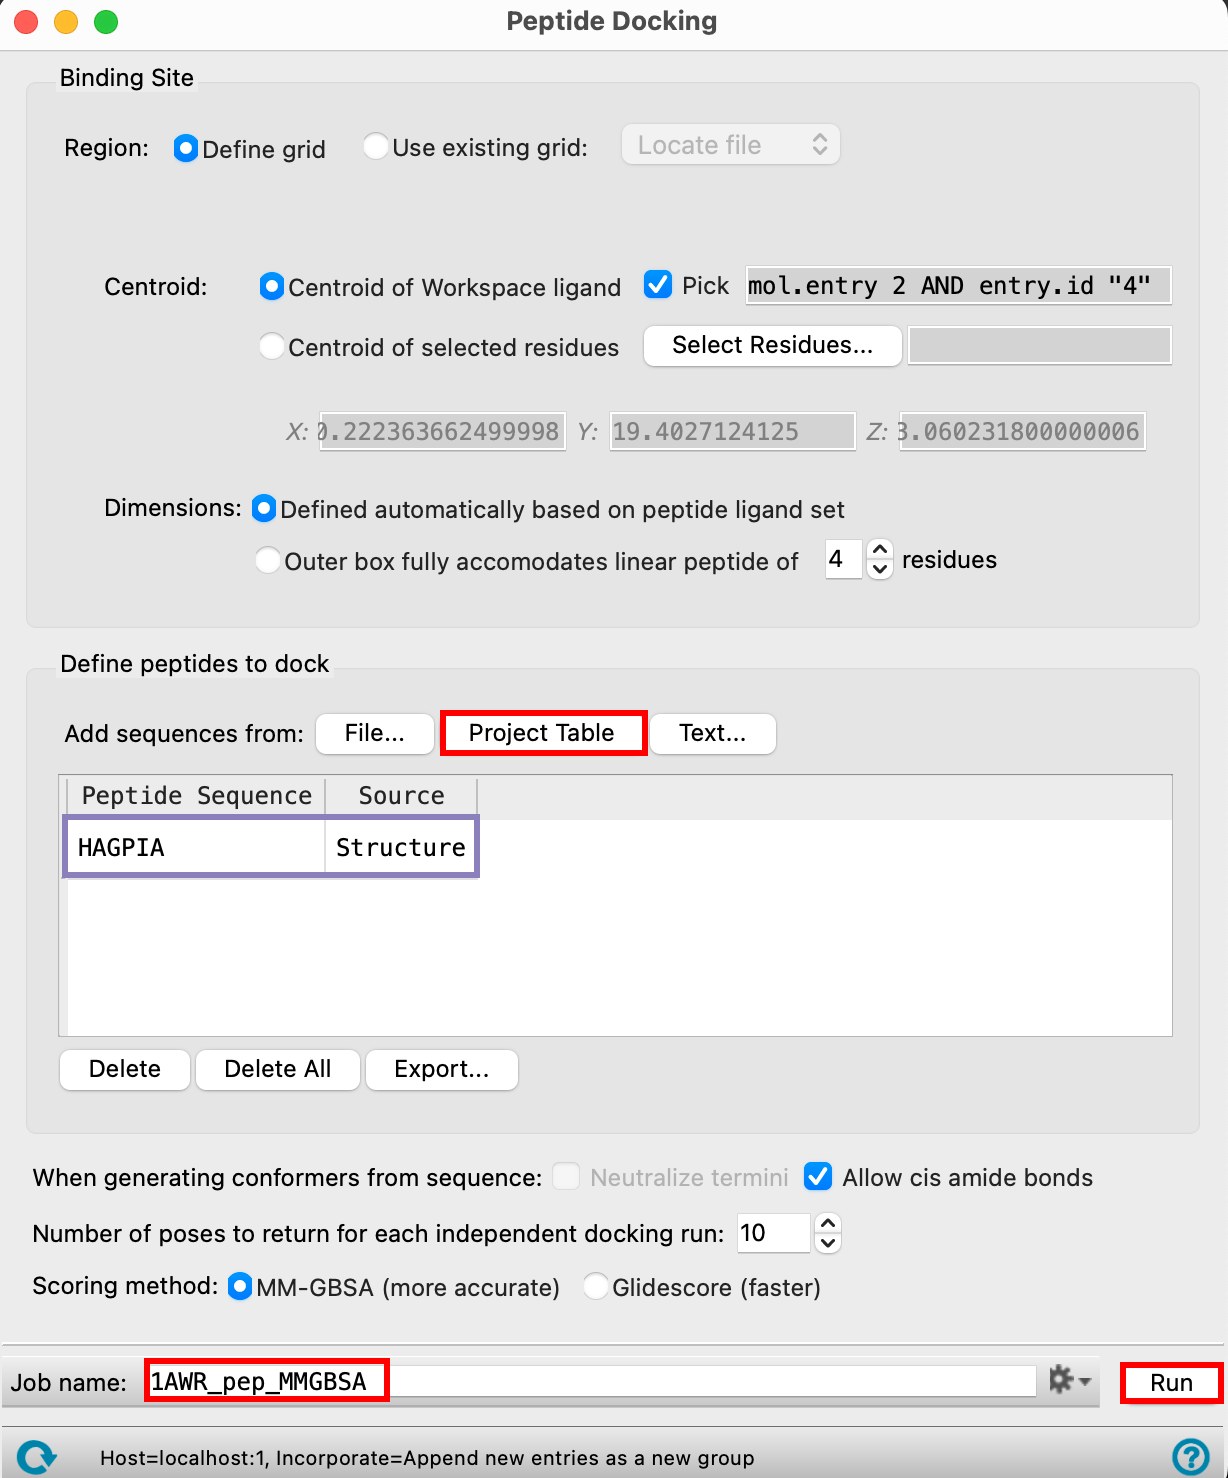 Peptide Docking
Binding Site
Region: Define grid Use existing grid: Locate file
Centroid: Centroid of Workspace ligand Pick mol.entry 2 AND entry.id "4"
Centroid of selected residues Select Residues...
X: 0.222363662499998 Y: 19.4027124125 Z: 3.060231800000006
Dimensions: Defined automatically based on peptide ligand set
Outer box fully accomodates linear peptide of 4 residues
Define peptides to dock
Add sequences from: File... Project Table Text...
Peptide Sequence Source
HAGPIA Structure
Delete Delete All Export...
When generating conformers from sequence: Neutralize termini Allow cis amide bonds
Number of poses to return for each independent docking run: 10
Scoring method: MM-GBSA (more accurate) Glidescore (faster)
Job name: 1AWR_pep_MMGBSA Run
Host=localhost:1, Incorporate=Append new entries as a new group ?